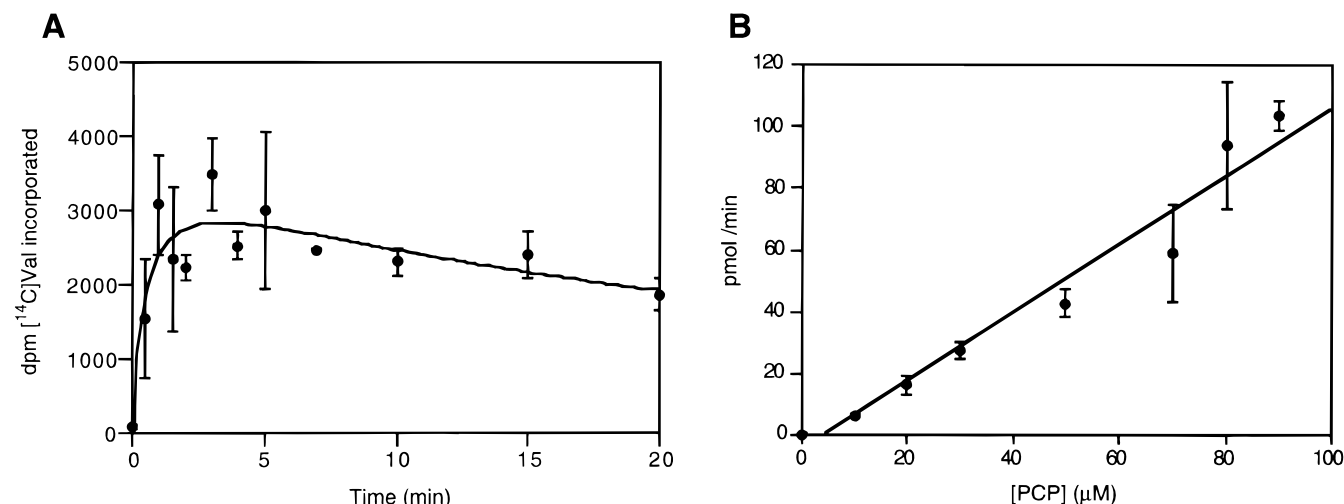 A
B
5000
4000
3000
2000
1000
0
dpm [¹⁴C]Val incorporated
0 5 10 15 20
Time (min)
120
100
80
60
40
20
0
pmol /min
0 20 40 60 80 100
[PCP] (μM)